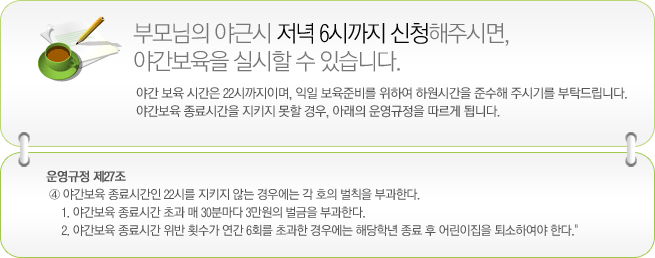 부모님의 야근시 저녁 6시까지 신청해주시면,
야간보육을 실시할 수 있습니다.
야간 보육 시간은 22시까지이며, 익일 보육준비를 위하여 하원시간을 준수해 주시기를 부탁드립니다.
야간보육 종료시간을 지키지 못할 경우, 아래의 운영규정을 따르게 됩니다.
운영규정 제27조
④ 야간보육 종료시간인 22시를 지키지 않는 경우에는 각 호의 벌칙을 부과한다.
1. 야간보육 종료시간 초과 매 30분마다 3만원의 벌금을 부과한다.
2. 야간보육 종료시간 위반 횟수가 연간 6회를 초과한 경우에는 해당학년 종료 후 어린이집을 퇴소하여야 한다."